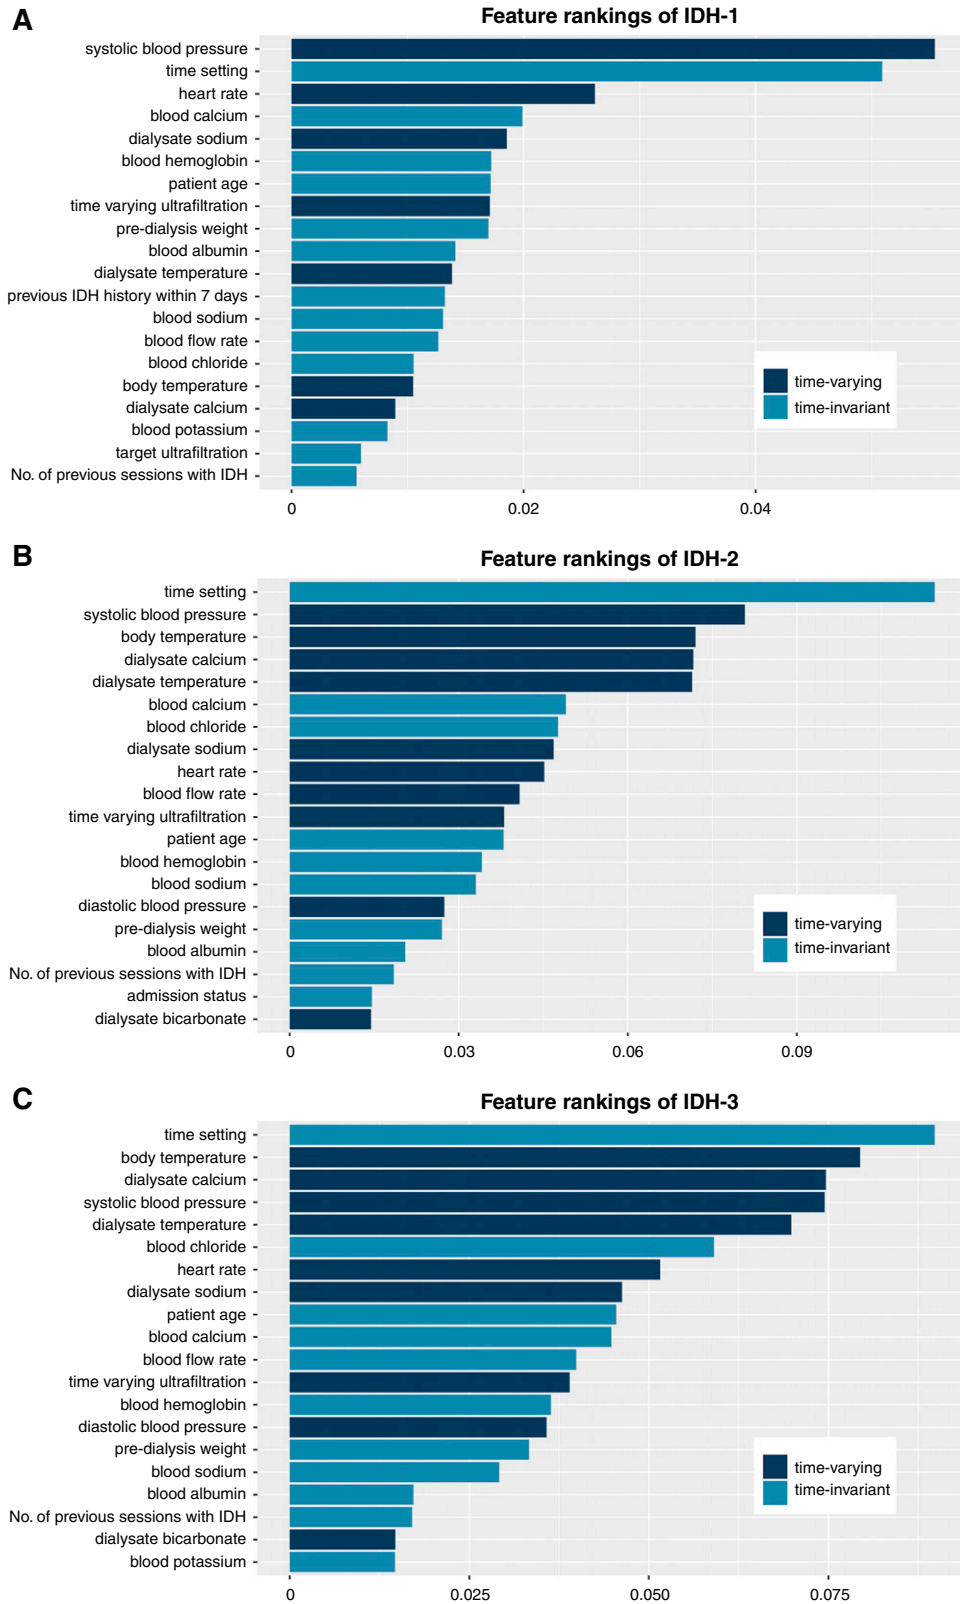 A
Feature rankings of IDH-1
systolic blood pressure
time setting
heart rate
blood calcium
dialysate sodium
blood hemoglobin
patient age
time varying ultrafiltration
pre-dialysis weight
blood albumin
dialysate temperature
previous IDH history within 7 days
blood sodium
blood flow rate
blood chloride
body temperature
dialysate calcium
blood potassium
target ultrafiltration
No. of previous sessions with IDH
time-varying
time-invariant
0 0.02 0.04
B
Feature rankings of IDH-2
time setting
systolic blood pressure
body temperature
dialysate calcium
dialysate temperature
blood calcium
blood chloride
dialysate sodium
heart rate
blood flow rate
time varying ultrafiltration
patient age
blood hemoglobin
blood sodium
diastolic blood pressure
pre-dialysis weight
blood albumin
No. of previous sessions with IDH
admission status
dialysate bicarbonate
time-varying
time-invariant
0 0.03 0.06 0.09
C
Feature rankings of IDH-3
time setting
body temperature
dialysate calcium
systolic blood pressure
dialysate temperature
blood chloride
heart rate
dialysate sodium
patient age
blood calcium
blood flow rate
time varying ultrafiltration
blood hemoglobin
diastolic blood pressure
pre-dialysis weight
blood sodium
blood albumin
No. of previous sessions with IDH
dialysate bicarbonate
blood potassium
time-varying
time-invariant
0 0.025 0.050 0.075